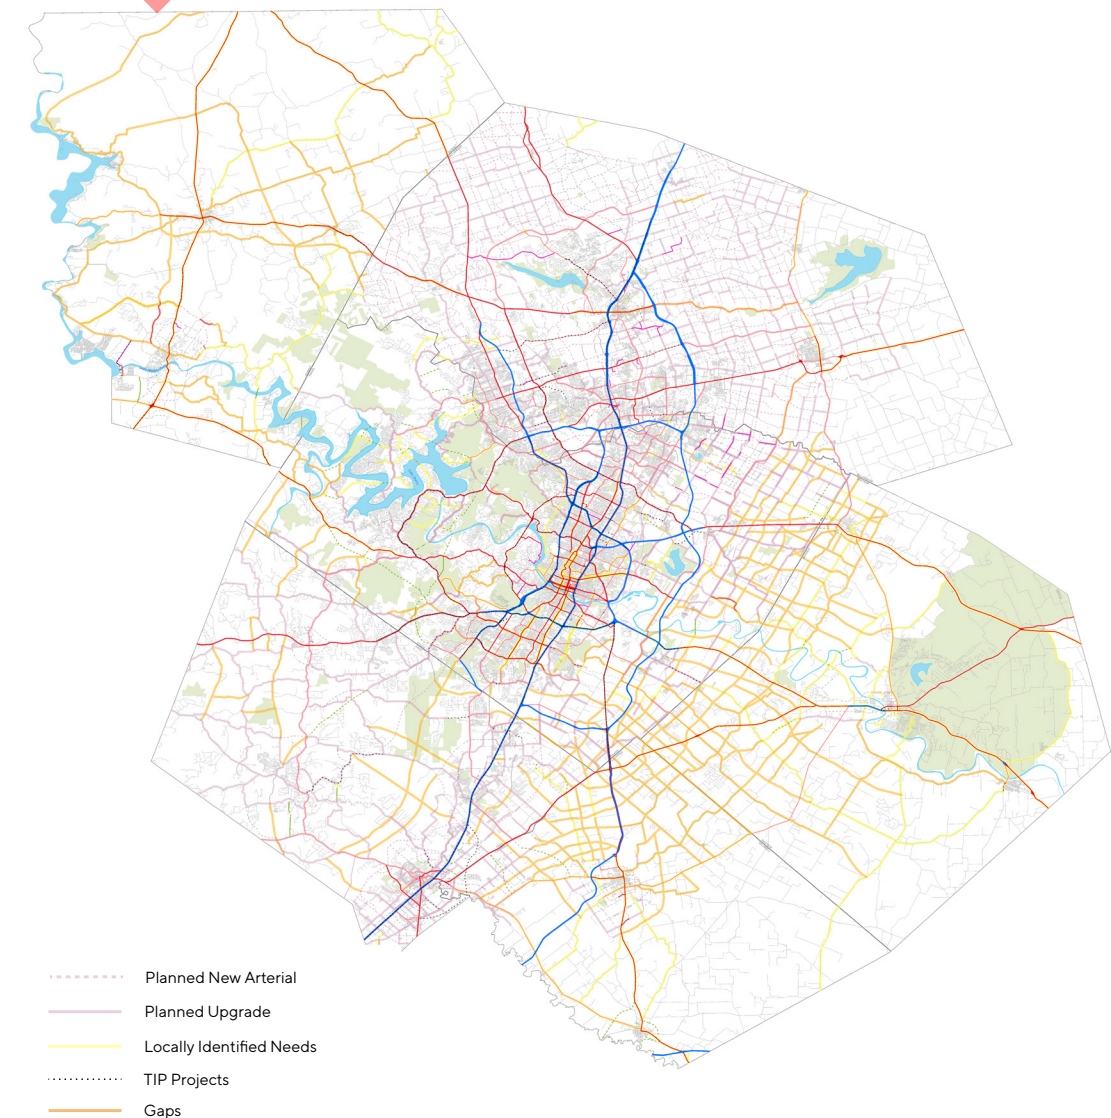 Planned New Arterial
Planned Upgrade
Locally Identified Needs
TIP Projects
Gaps